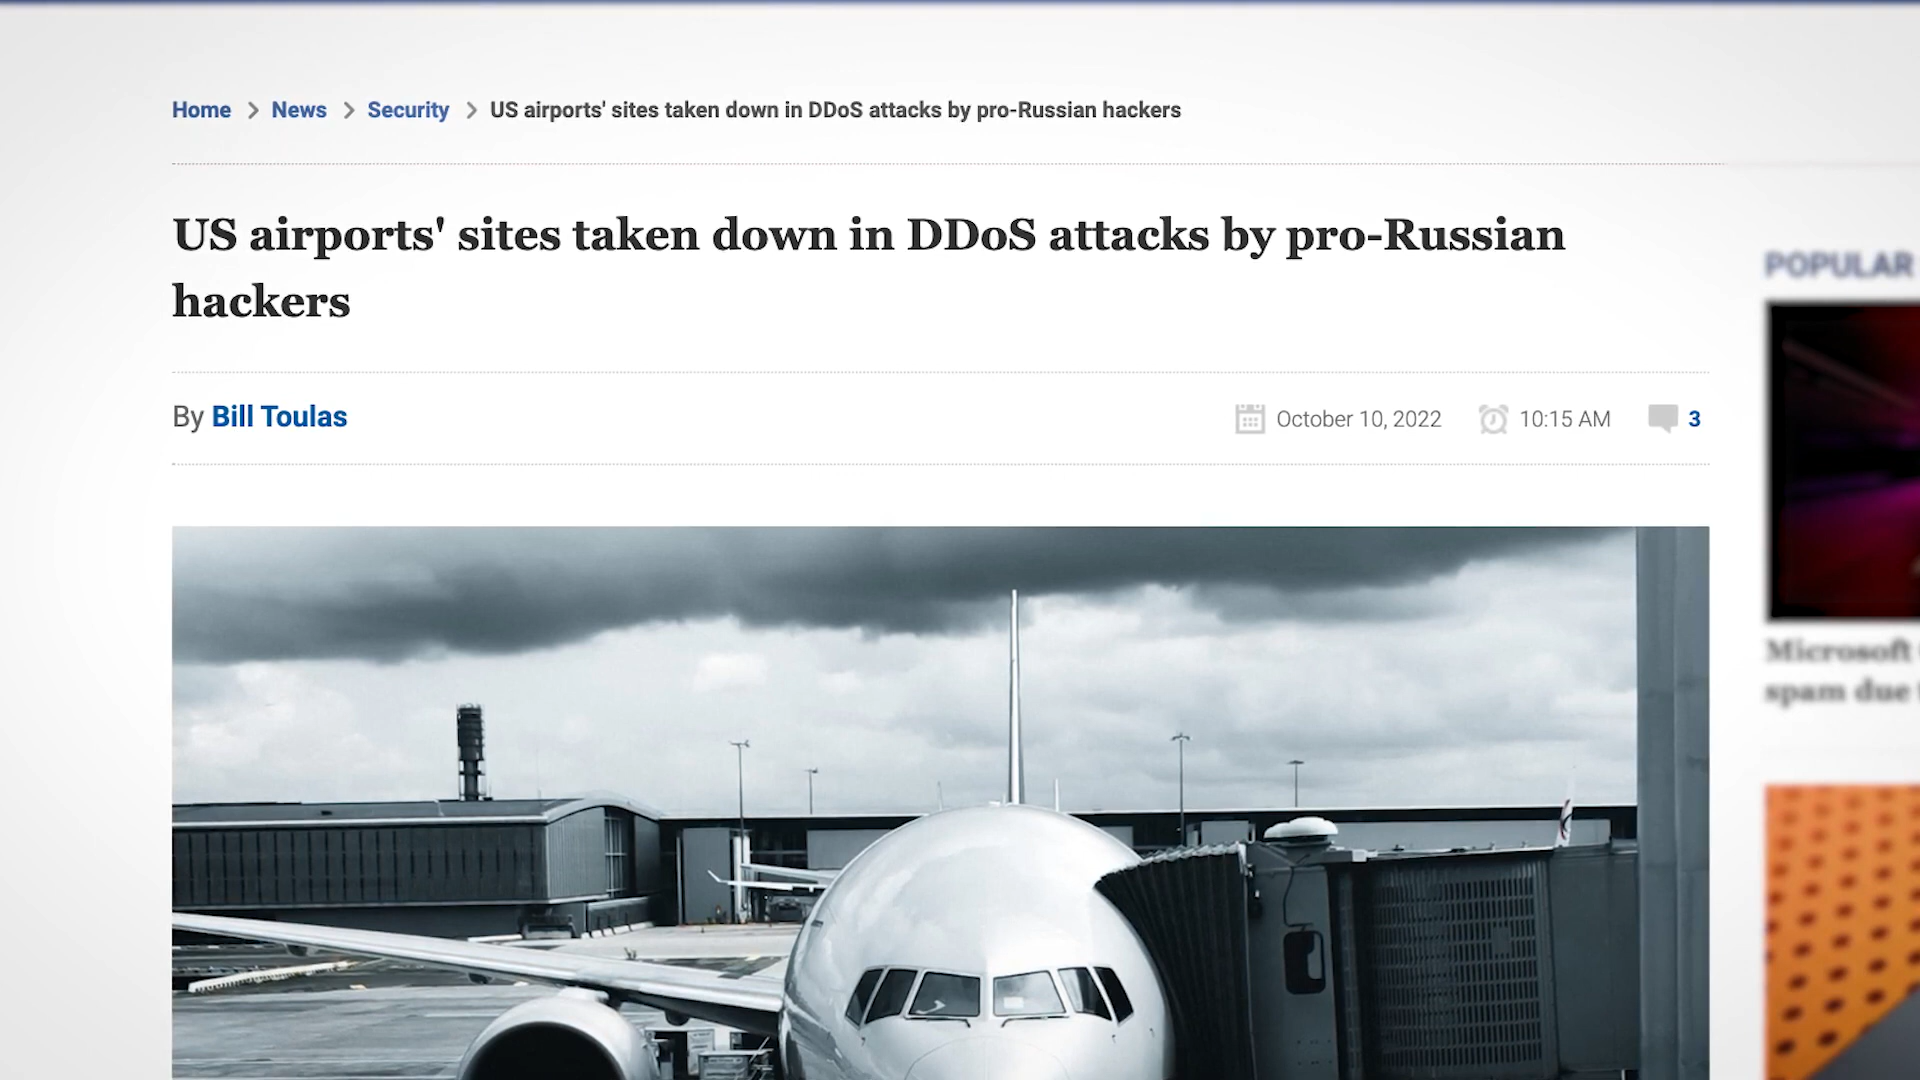 Home > News > Security > US airports' sites taken down in DDoS attacks by pro-Russian hackers
US airports' sites taken down in DDoS attacks by pro-Russian
hackers
By Bill Toulas
October 10, 2022 10:15 AM 3
POPULAR
Microsoft
spam due